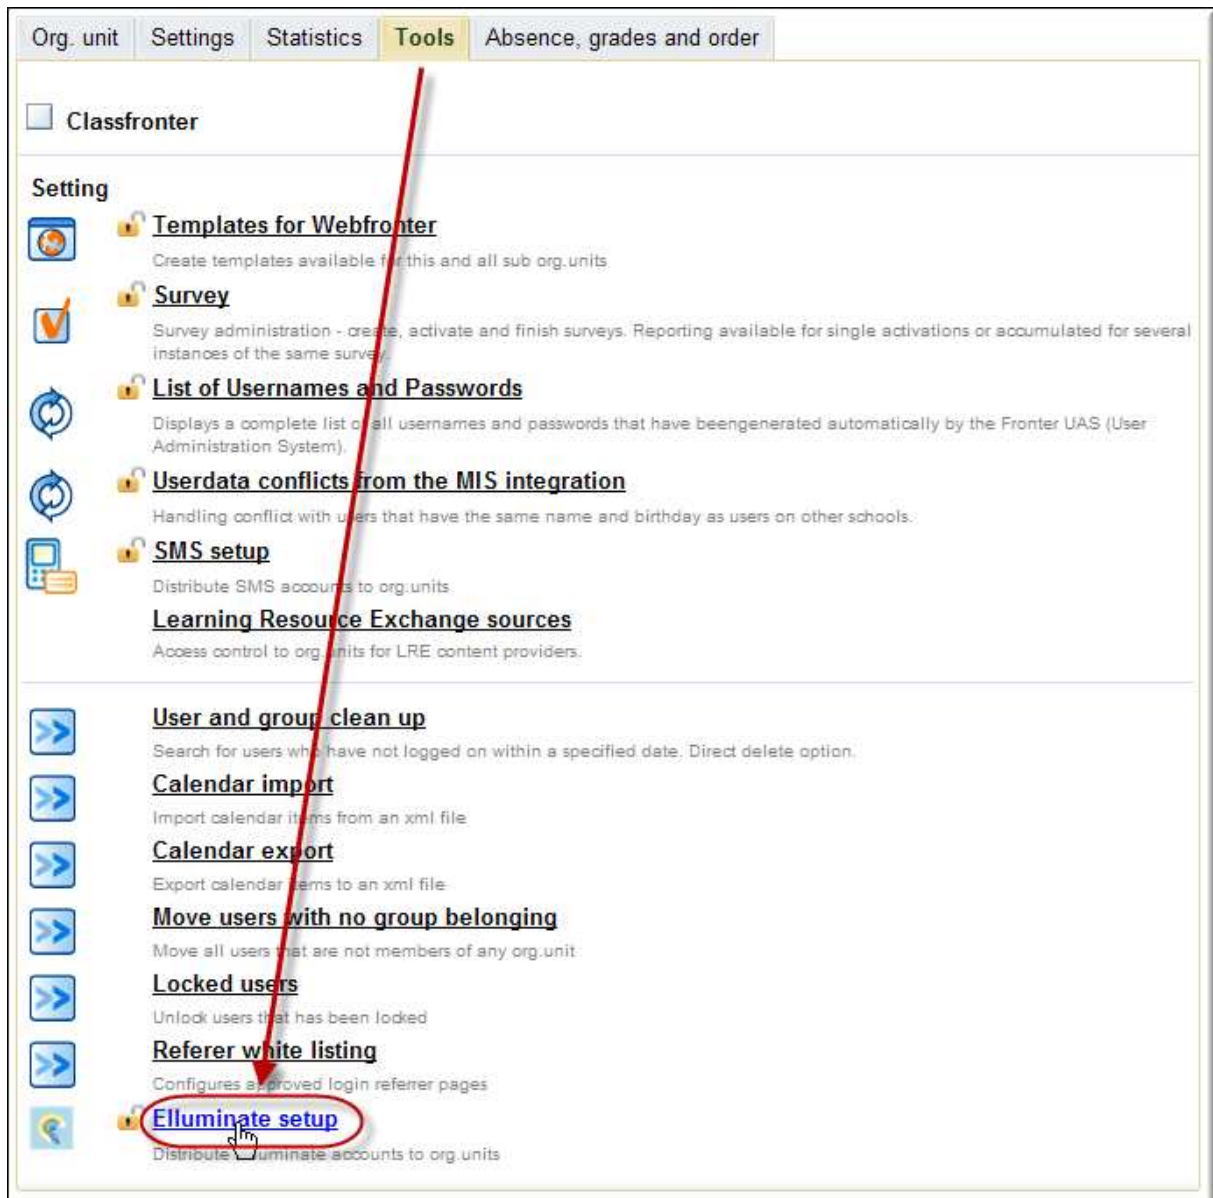 Org. unit Settings Statistics Tools Absence, grades and order
Classfronter
Setting
Templates for Webfronter
Create templates available for this and all sub org.units
Survey
Survey administration - create, activate and finish surveys. Reporting available for single activations or accumulated for several
instances of the same survey.
List of Usernames and Passwords
Displays a complete list of all usernames and passwords that have beengenerated automatically by the Fronter UAS (User
Administration System).
Userdata conflicts from the MIS integration
Handling conflict with users that have the same name and birthday as users on other schools.
SMS setup
Distribute SMS accounts to org.units
Learning Resource Exchange sources
Access control to org.units for LRE content providers.
User and group clean up
Search for users who have not logged on within a specified date. Direct delete option.
Calendar import
Import calendar items from an xml file
Calendar export
Export calendar items to an xml file
Move users with no group belonging
Move all users that are not members of any org.unit
Locked users
Unlock users that has been locked
Referer white listing
Configures approved login referrer pages
Elluminate setup
Distribute Elluminate accounts to org.units